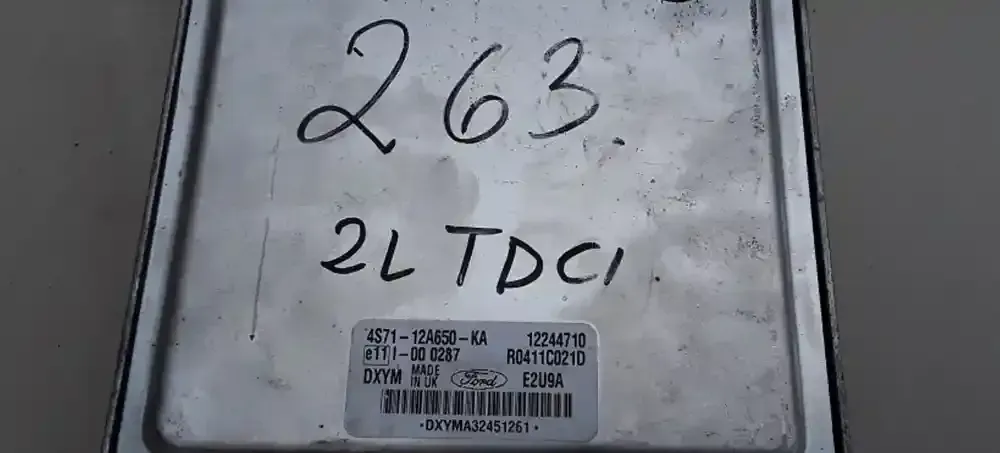 263.
2L TDCI
4S71-12A650-KA 12244710
e11 I-00 0287 R0411C021D
DXYM MADE IN UK Ford E2U9A
·DXYMA32451261·